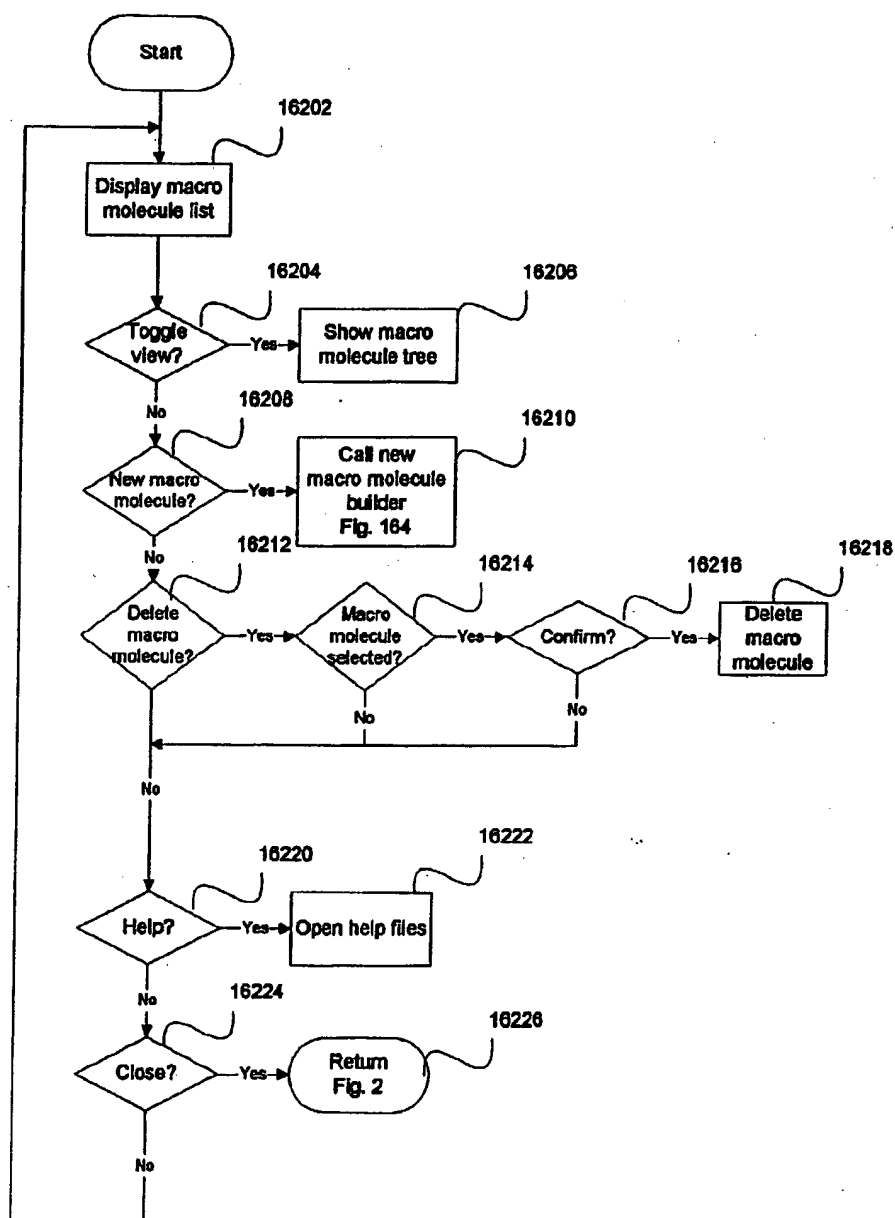 Start
16202
Display macro
molecule list
16204
Toggle
view?
Yes
16206
Show macro
molecule tree
No
16208
New macro
molecule?
Yes
16210
Call new
macro molecule
builder
Fig. 164
No
16212
Delete
macro
molecule?
Yes
16214
Macro
molecule
selected?
Yes
16216
Confirm?
Yes
16218
Delete
macro
molecule
No
No
No
16220
Help?
Yes
16222
Open help files
No
16224
Close?
Yes
16226
Return
Fig. 2
No